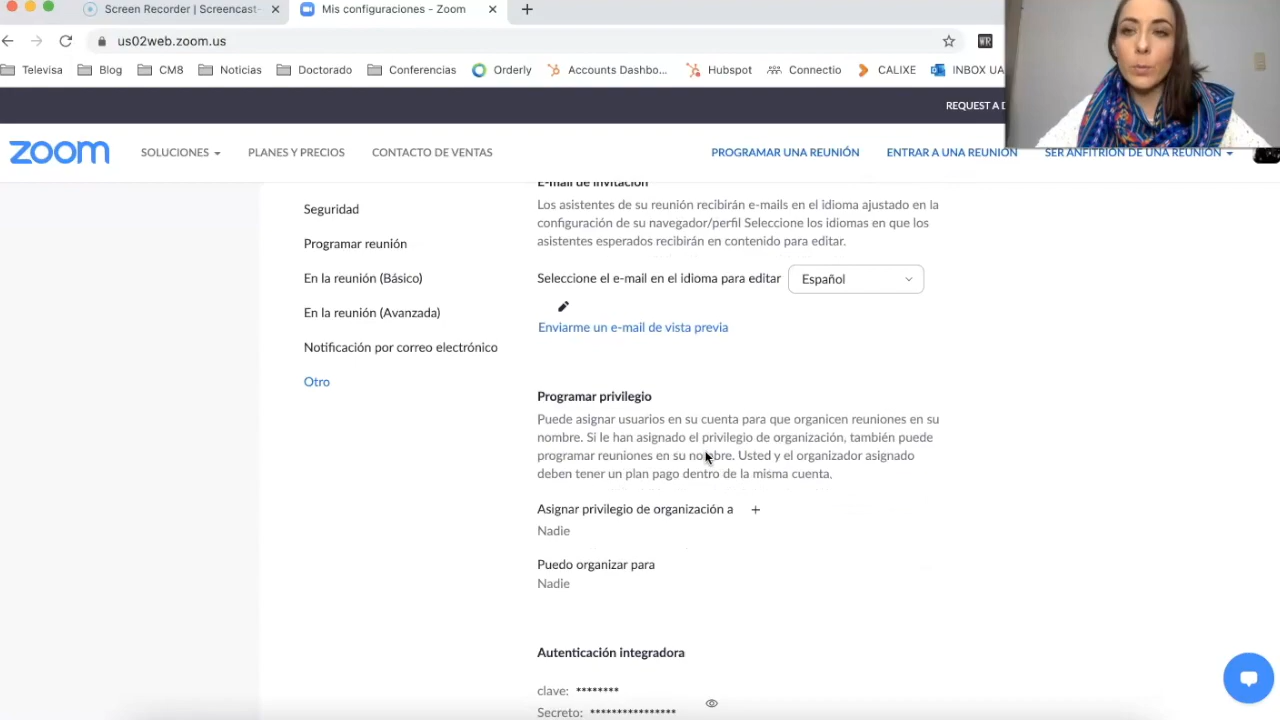 Screen Recorder | Screencast-
Mis configuraciones - Zoom
us02web.zoom.us
WR
Televisa
Blog
CM8
Noticias
Doctorado
Conferencias
Orderly
Accounts Dashbo...
Hubspot
Connectio
CALIXE
INBOX UA
REQUEST A D
zoom
SOLUCIONES
PLANES Y PRECIOS
CONTACTO DE VENTAS
PROGRAMAR UNA REUNIÓN
ENTRAR A UNA REUNIÓN
SER ANFITRIÓN DE UNA REUNIÓN
Seguridad
Programar reunión
En la reunión (Básico)
En la reunión (Avanzada)
Notificación por correo electrónico
Otro
E-mail de invitación
Los asistentes de su reunión recibirán e-mails en el idioma ajustado en la
configuración de su navegador/perfil Seleccione los idiomas en que los
asistentes esperados recibirán en contenido para editar.
Seleccione el e-mail en el idioma para editar
Español
Enviarme un e-mail de vista previa
Programar privilegio
Puede asignar usuarios en su cuenta para que organicen reuniones en su
nombre. Si le han asignado el privilegio de organización, también puede
programar reuniones en su nombre. Usted y el organizador asignado
deben tener un plan pago dentro de la misma cuenta.
Asignar privilegio de organización a +
Nadie
Puedo organizar para
Nadie
Autenticación integradora
clave: ********
Secreto: ****************